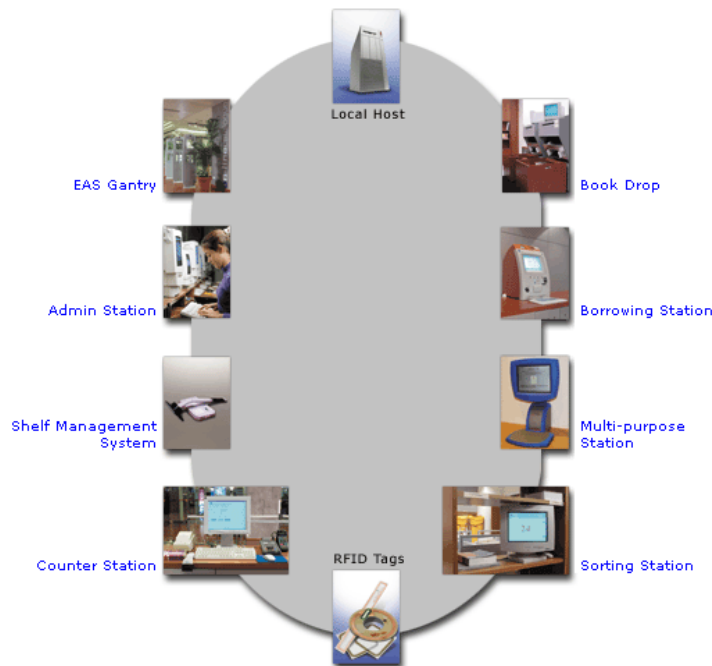 Local Host
EAS Gantry
Book Drop
Admin Station
Borrowing Station
Shelf Management
System
Multi-purpose
Station
RFID Tags
Counter Station
Sorting Station